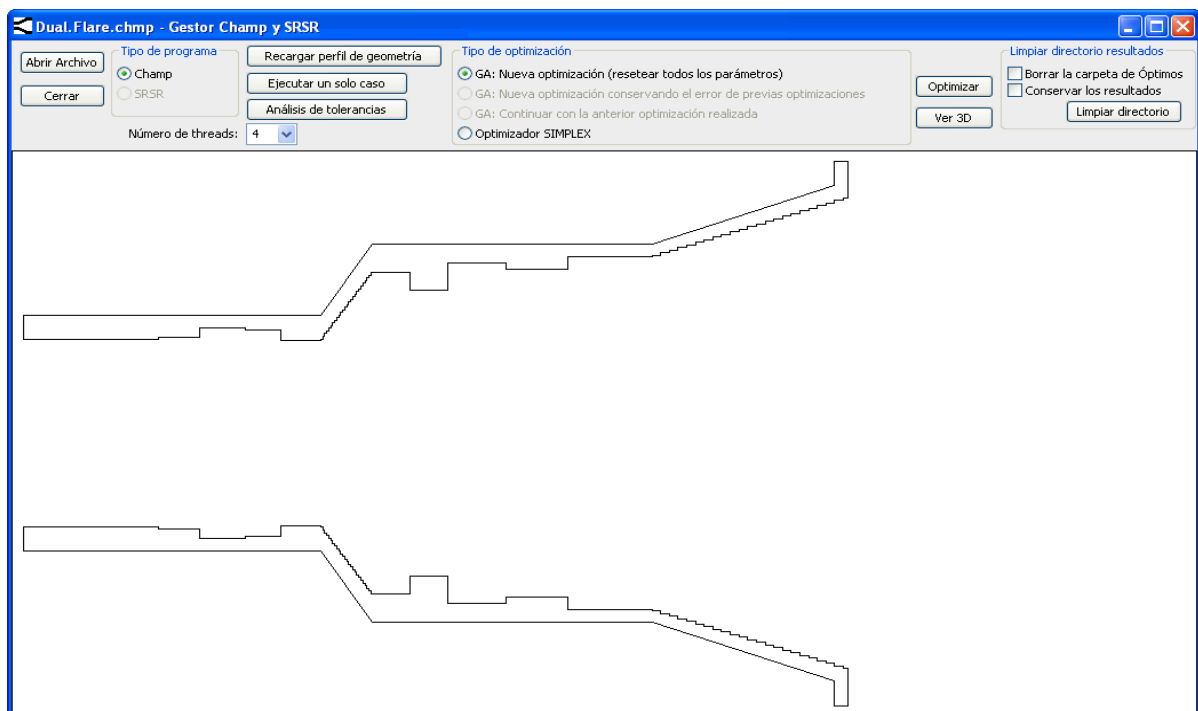 Dual.Flare.chmp - Gestor Champ y SRSR
Abrir Archivo
Cerrar
Tipo de programa
Champ
SRSR
Número de threads: 4
Recargar perfil de geometría
Ejecutar un solo caso
Análisis de tolerancias
Tipo de optimización
GA: Nueva optimización (resetear todos los parámetros)
GA: Nueva optimización conservando el error de previas optimizaciones
GA: Continuar con la anterior optimización realizada
Optimizador SIMPLEX
Optimizar
Ver 3D
Limpiar directorio resultados
Borrar la carpeta de Óptimos
Conservar los resultados
Limpiar directorio